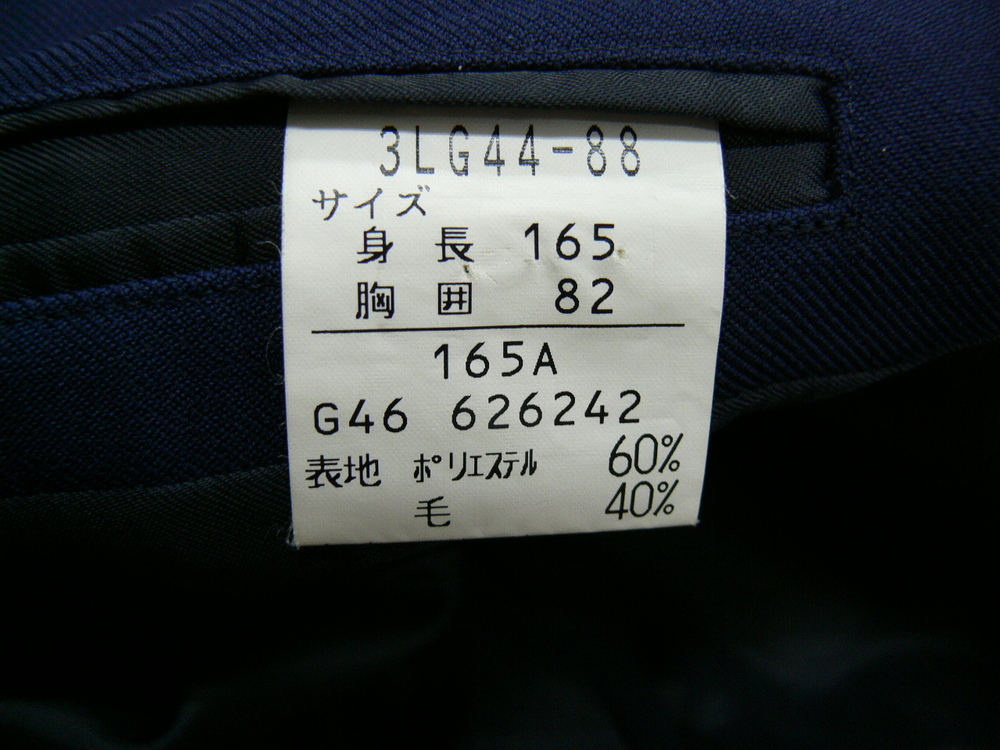 3LG44-88
サイズ
身長 165
胸囲 82
165A
G46 626242
表地 ポリエステル 60%
毛 40%